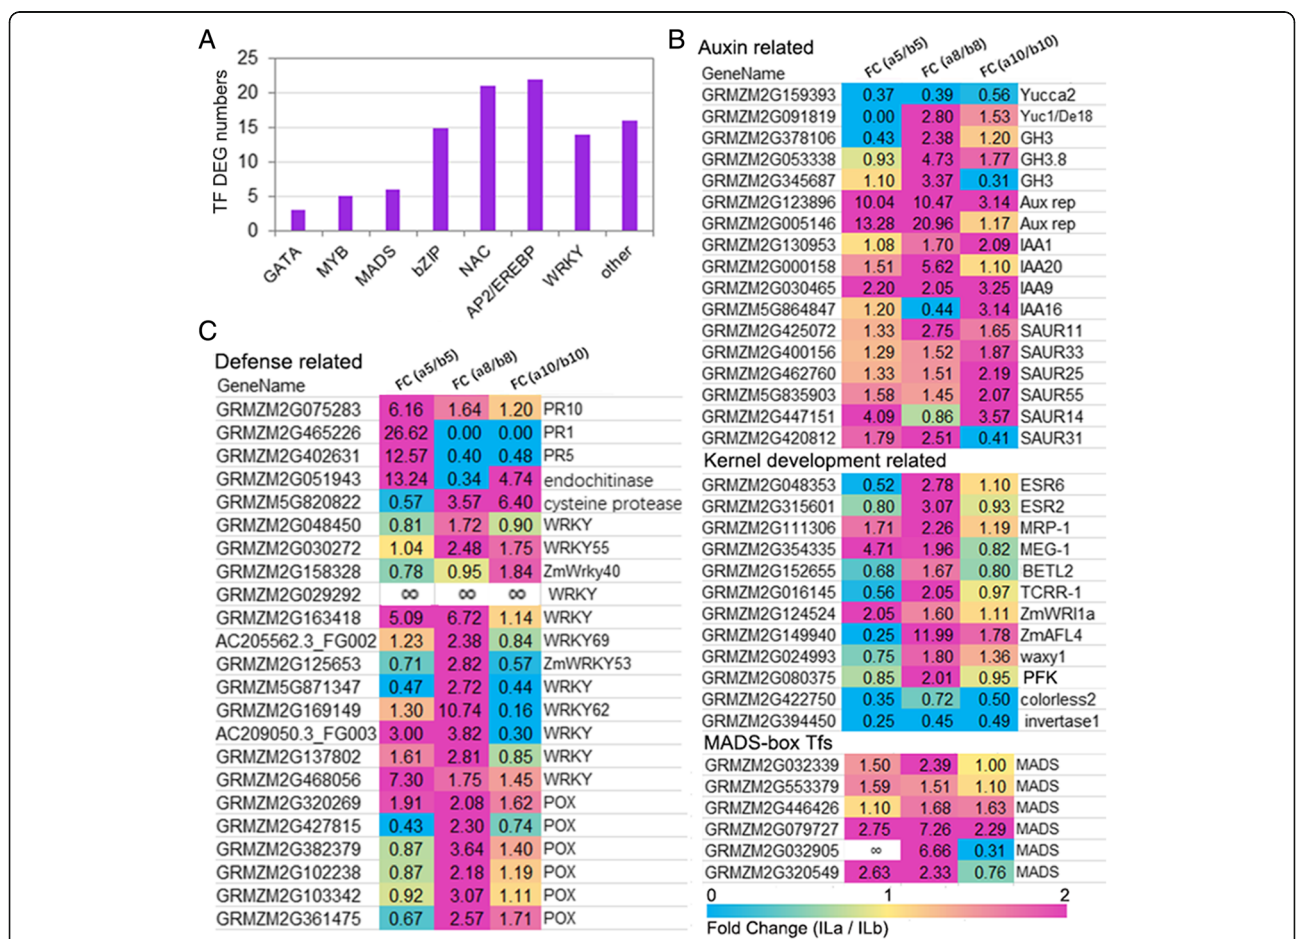 A
25
20
15
10
5
0
TF DEG numbers
GATA
MYB
MADS
bZIP
NAC
AP2/EREBP
WRKY
other
B
Auxin related
GeneName FC (a5/b5) FC (a8/b8) FC (a10/b10)
GRMZM2G159393 0.37 0.39 0.56 Yucca2
GRMZM2G091819 0.00 2.80 1.53 Yuc1/De18
GRMZM2G378106 0.43 2.38 1.20 GH3
GRMZM2G053338 0.93 4.73 1.77 GH3.8
GRMZM2G345687 1.10 3.37 0.31 GH3
GRMZM2G123896 10.04 10.47 3.14 Aux rep
GRMZM2G005146 13.28 20.96 1.17 Aux rep
GRMZM2G130953 1.08 1.70 2.09 IAA1
GRMZM2G000158 1.51 5.62 1.10 IAA20
GRMZM2G030465 2.20 2.05 3.25 IAA9
GRMZM5G864847 1.20 0.44 3.14 IAA16
GRMZM2G425072 1.33 2.75 1.65 SAUR11
GRMZM2G400156 1.29 1.52 1.87 SAUR33
GRMZM2G462760 1.33 1.51 2.19 SAUR25
GRMZM5G835903 1.58 1.45 2.07 SAUR55
GRMZM2G447151 4.09 0.86 3.57 SAUR14
GRMZM2G420812 1.79 2.51 0.41 SAUR31
Kernel development related
GRMZM2G048353 0.52 2.78 1.10 ESR6
GRMZM2G315601 0.80 3.07 0.93 ESR2
GRMZM2G111306 1.71 2.26 1.19 MRP-1
GRMZM2G354335 4.71 1.96 0.82 MEG-1
GRMZM2G152655 0.68 1.67 0.80 BETL2
GRMZM2G016145 0.56 2.05 0.97 TCRR-1
GRMZM2G124524 2.05 1.60 1.11 ZmWRI1a
GRMZM2G149940 0.25 11.99 1.78 ZmAFL4
GRMZM2G024993 0.75 1.80 1.36 waxy1
GRMZM2G080375 0.85 2.01 0.95 PFK
GRMZM2G422750 0.35 0.72 0.50 colorless2
GRMZM2G394450 0.25 0.45 0.49 invertase1
MADS-box Tfs
GRMZM2G032339 1.50 2.39 1.00 MADS
GRMZM2G553379 1.59 1.51 1.10 MADS
GRMZM2G446426 1.10 1.68 1.63 MADS
GRMZM2G079727 2.75 7.26 2.29 MADS
GRMZM2G032905 ∞ 6.66 0.31 MADS
GRMZM2G320549 2.63 2.33 0.76 MADS
0 1 2
Fold Change (ILa / ILb)
C
Defense related
GeneName FC (a5/b5) FC (a8/b8) FC (a10/b10)
GRMZM2G075283 6.16 1.64 1.20 PR10
GRMZM2G465226 26.62 0.00 0.00 PR1
GRMZM2G402631 12.57 0.40 0.48 PR5
GRMZM2G051943 13.24 0.34 4.74 endochitinase
GRMZM5G820822 0.57 3.57 6.40 cysteine protease
GRMZM2G048450 0.81 1.72 0.90 WRKY
GRMZM2G030272 1.04 2.48 1.75 WRKY55
GRMZM2G158328 0.78 0.95 1.84 ZmWrky40
GRMZM2G029292 ∞ ∞ ∞ WRKY
GRMZM2G163418 5.09 6.72 1.14 WRKY
AC205562.3_FG002 1.23 2.38 0.84 WRKY69
GRMZM2G125653 0.71 2.82 0.57 ZmWRKY53
GRMZM5G871347 0.47 2.72 0.44 WRKY
GRMZM2G169149 1.30 10.74 0.16 WRKY62
AC209050.3_FG003 3.00 3.82 0.30 WRKY
GRMZM2G137802 1.61 2.81 0.85 WRKY
GRMZM2G468056 7.30 1.75 1.45 WRKY
GRMZM2G320269 1.91 2.08 1.62 POX
GRMZM2G427815 0.43 2.30 0.74 POX
GRMZM2G382379 0.87 3.64 1.40 POX
GRMZM2G102238 0.87 2.18 1.19 POX
GRMZM2G103342 0.92 3.07 1.11 POX
GRMZM2G361475 0.67 2.57 1.71 POX